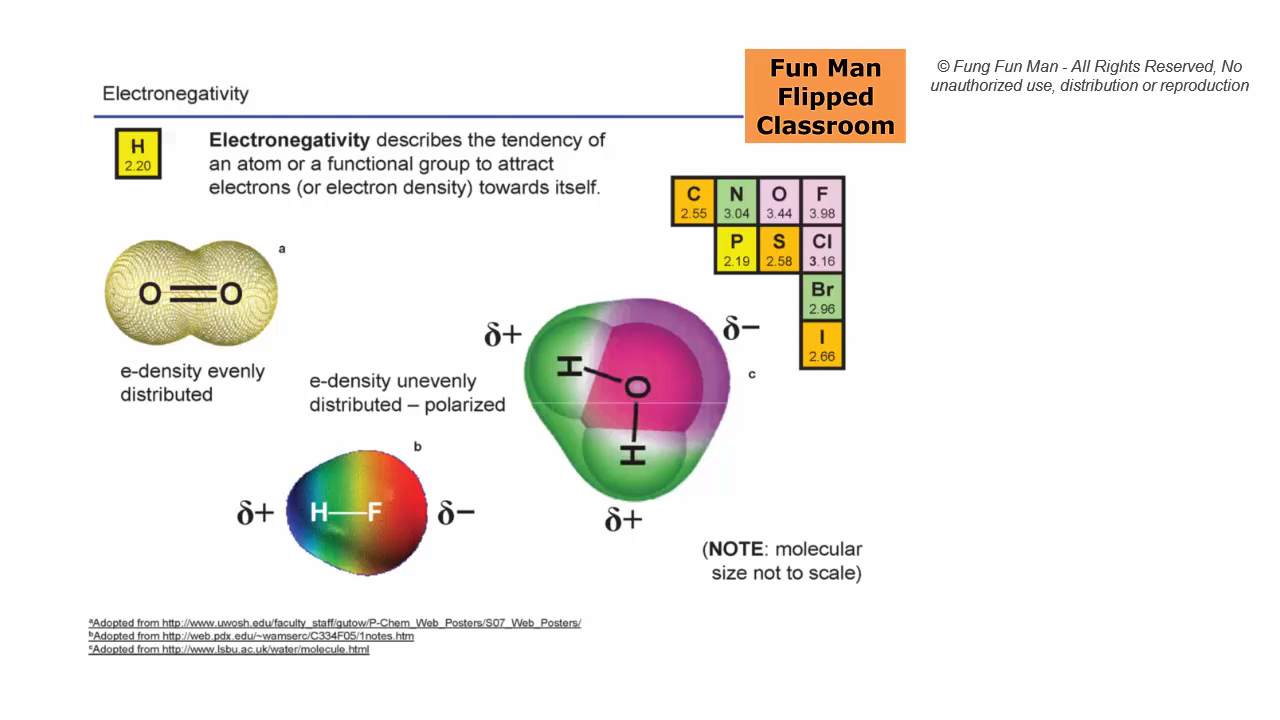 Fun Man
Flipped
Classroom
© Fung Fun Man - All Rights Reserved, No
unauthorized use, distribution or reproduction
Electronegativity
H
2.20
Electronegativity describes the tendency of
an atom or a functional group to attract
electrons (or electron density) towards itself.
C N O F
2.55 3.04 3.44 3.98
P S Cl
2.19 2.58 3.16
Br
2.96
I
2.66
a
O=O
e-density evenly
distributed
e-density unevenly
distributed – polarized
b
δ+ H—F δ−
δ+ δ−
c
H O
H
δ+
(NOTE: molecular
size not to scale)
aAdopted from http://www.uwosh.edu/faculty_staff/gutow/P-Chem_Web_Posters/S07_Web_Posters/
bAdopted from http://web.pdx.edu/~wamserc/C334F05/1notes.htm
cAdopted from http://www.lsbu.ac.uk/water/molecule.html